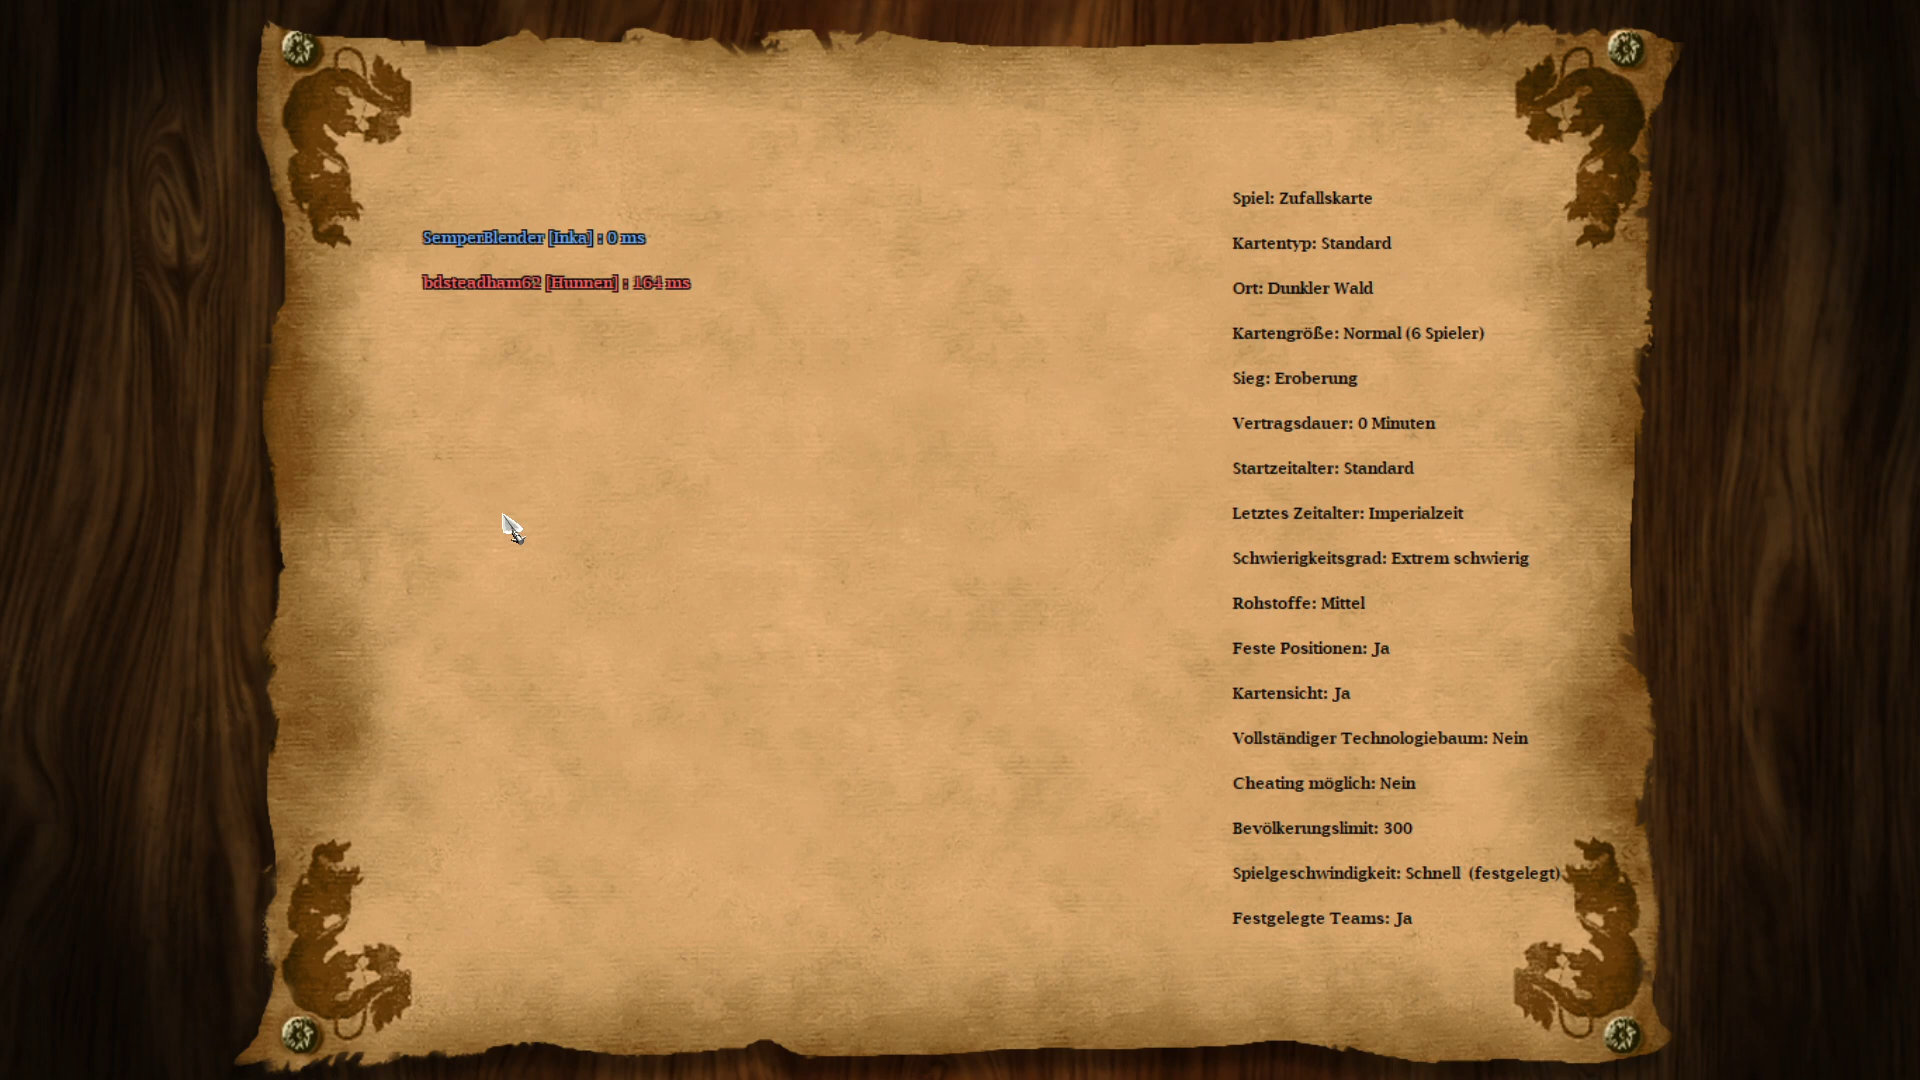 SemperBlender [Inka] : 0 ms
bdsteadham62 [Hunnen] : 164 ms
Spiel: Zufallskarte
Kartentyp: Standard
Ort: Dunkler Wald
Kartengröße: Normal (6 Spieler)
Sieg: Eroberung
Vertragsdauer: 0 Minuten
Startzeitalter: Standard
Letztes Zeitalter: Imperialzeit
Schwierigkeitsgrad: Extrem schwierig
Rohstoffe: Mittel
Feste Positionen: Ja
Kartensicht: Ja
Vollständiger Technologiebaum: Nein
Cheating möglich: Nein
Bevölkerungslimit: 300
Spielgeschwindigkeit: Schnell (festgelegt)
Festgelegte Teams: Ja